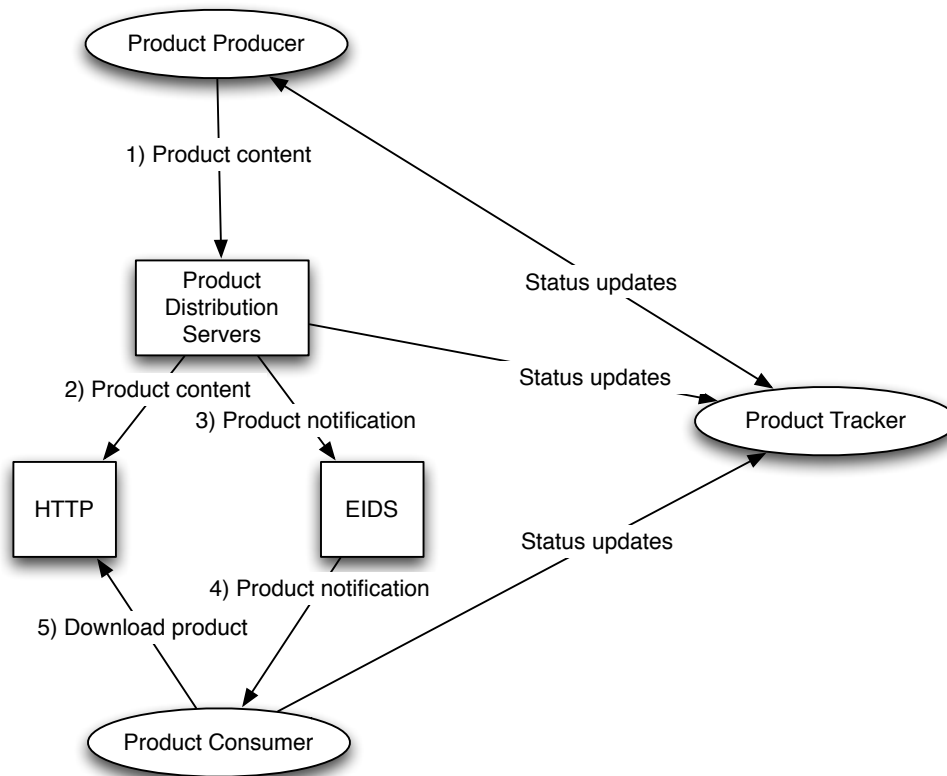 Product Producer
1) Product content
Product
Distribution
Servers
Status updates
Status updates
2) Product content
3) Product notification
Product Tracker
HTTP
EIDS
Status updates
4) Product notification
5) Download product
Product Consumer